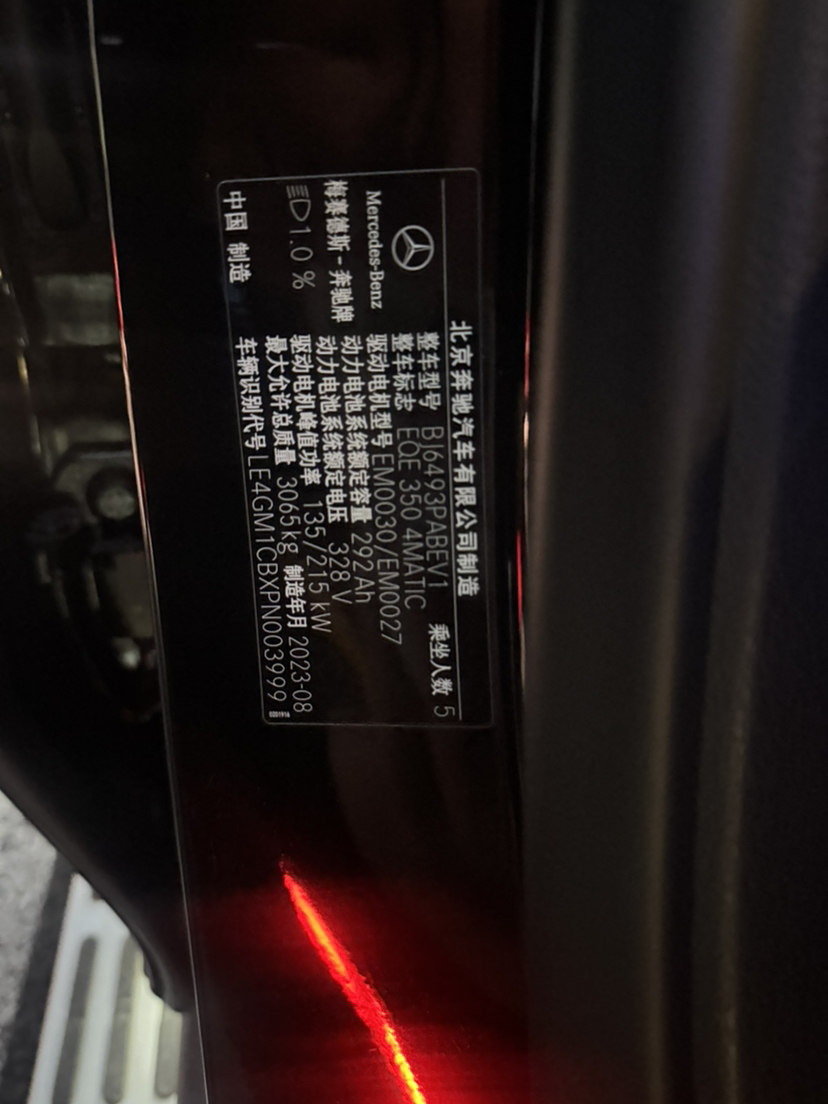 北京奔驰汽车有限公司制造
Mercedes-Benz
梅赛德斯-奔驰牌
1.0 %
中国 制造
整车型号 BJ6493PABEV1 乘坐人数 5
整车标志 EQE 350 4MATIC
驱动电机型号 EM0030/EM0027
动力电池系统额定容量 292Ah
动力电池系统额定电压 328 V
驱动电机峰值功率 135/215 kW
最大允许总质量 3065kg 制造年月 2023-08
车辆识别代号 LE4GM1CBXPN003999